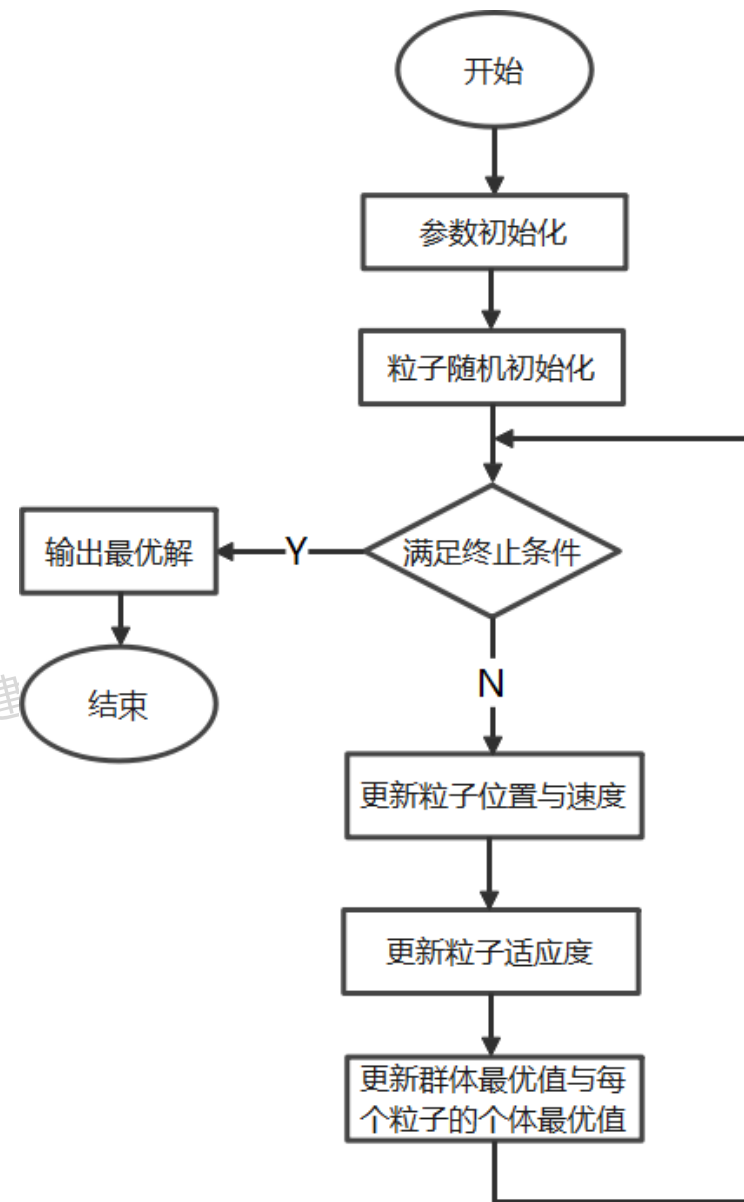 开始
参数初始化
粒子随机初始化
满足终止条件
Y
输出最优解
结束
N
更新粒子位置与速度
更新粒子适应度
更新群体最优值与每
个粒子的个体最优值